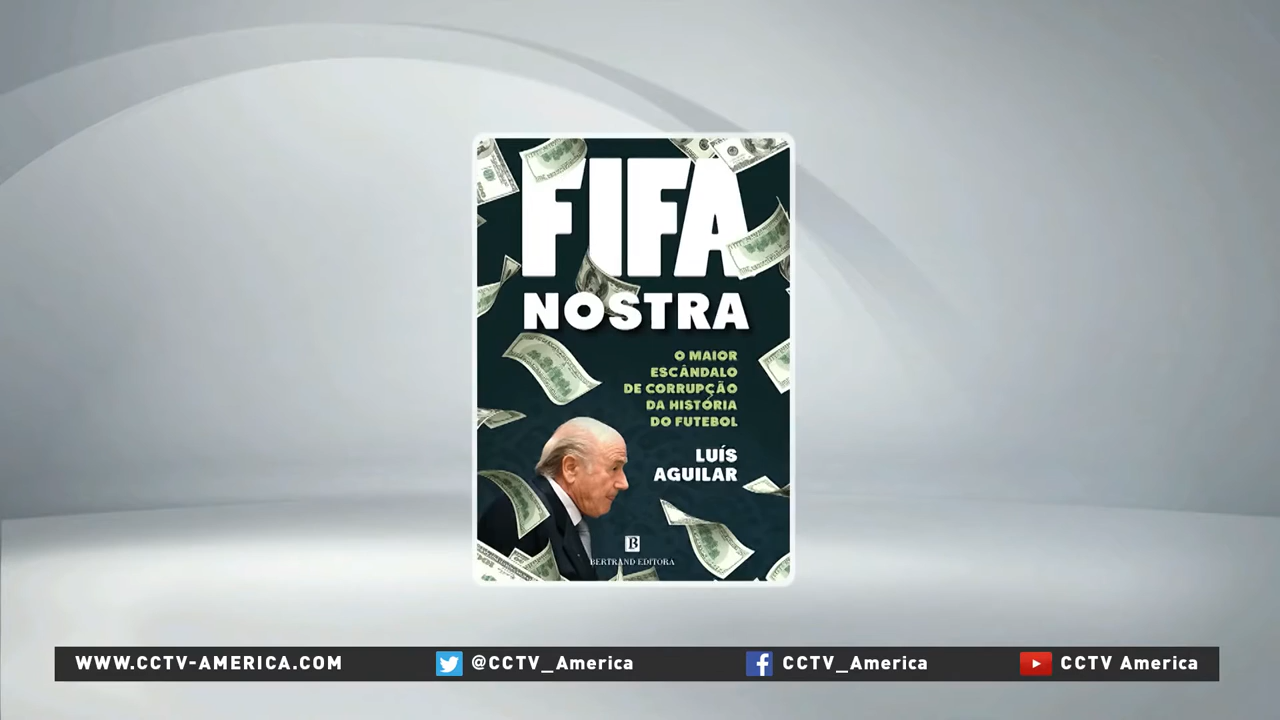 FIFA
NOSTRA
O MAIOR
ESCÂNDALO
DE CORRUPÇÃO
DA HISTÓRIA
DO FUTEBOL
LUÍS
AGUILAR
B
BERTRAND EDITORA
WWW.CCTV-AMERICA.COM
@CCTV_America
CCTV_America
CCTV America